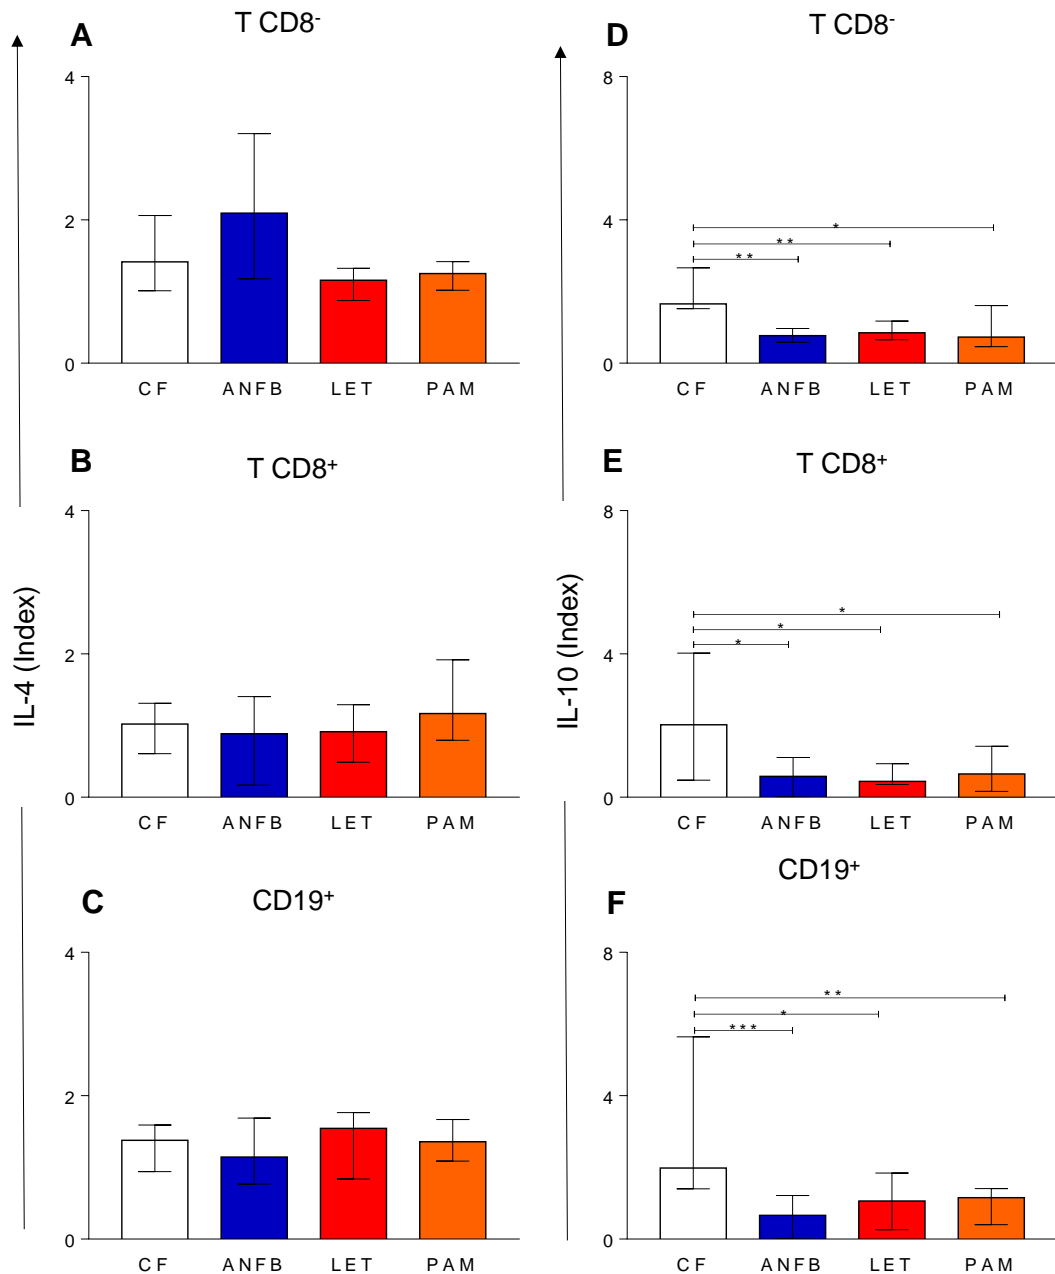 A
T CD8⁻
4
2
0
CF ANFB LET PAM
B
T CD8⁺
4
2
0
CF ANFB LET PAM
C
CD19⁺
4
2
0
CF ANFB LET PAM
IL-4 (Index)
D
T CD8⁻
8
4
0
*
**
**
CF ANFB LET PAM
E
T CD8⁺
8
4
0
*
*
*
CF ANFB LET PAM
F
CD19⁺
8
4
0
**
*
***
CF ANFB LET PAM
IL-10 (Index)